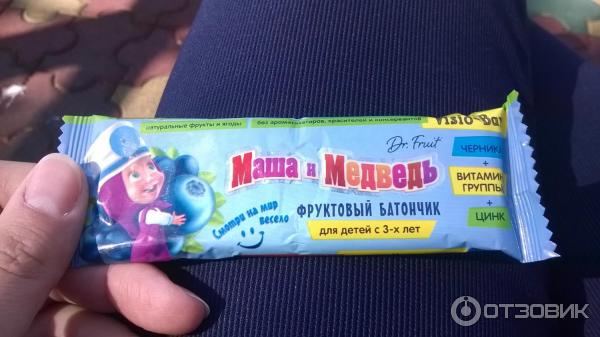 натуральные фрукты и ягоды
без ароматизаторов, красителей и консервантов
Visio Bar
Dr. Fruit
Маша и Медведь
ЧЕРНИКА
+
ВИТАМИН
ГРУППЫ
+
ЦИНК
ФРУКТОВЫЙ БАТОНЧИК
для детей с 3-х лет
Смотри на мир
весело
ОТЗОВИК